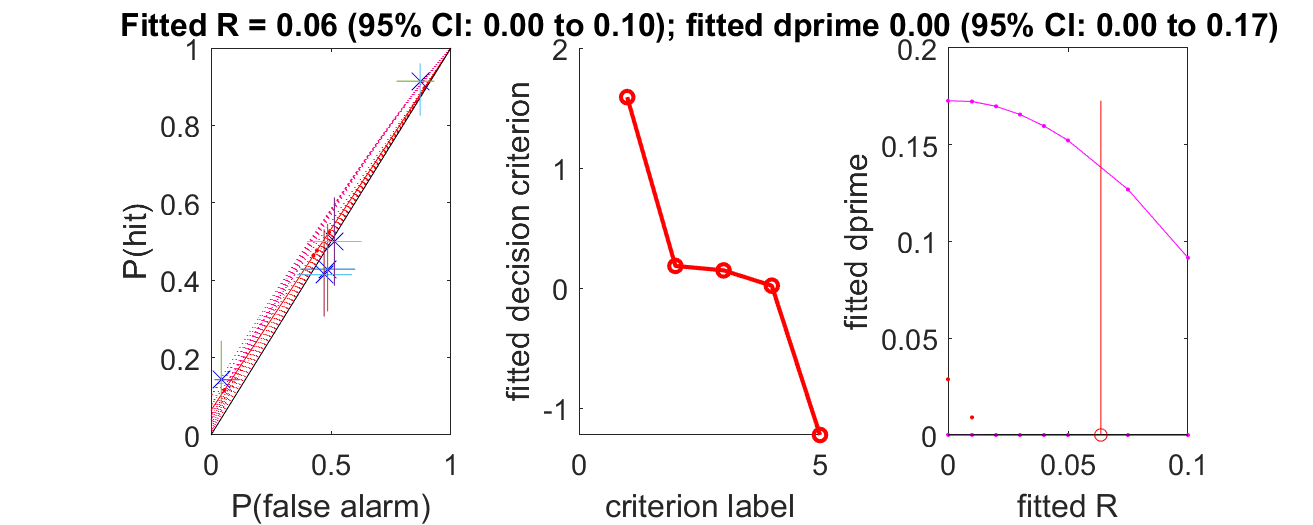 Fitted R = 0.06 (95% CI: 0.00 to 0.10); fitted dprime 0.00 (95% CI: 0.00 to 0.17)
P(hit)
1
0.8
0.6
0.4
0.2
0
0 0.5 1
P(false alarm)
fitted decision criterion
2
1
0
-1
0 5
criterion label
fitted dprime
0.2
0.15
0.1
0.05
0
0 0.05 0.1
fitted R